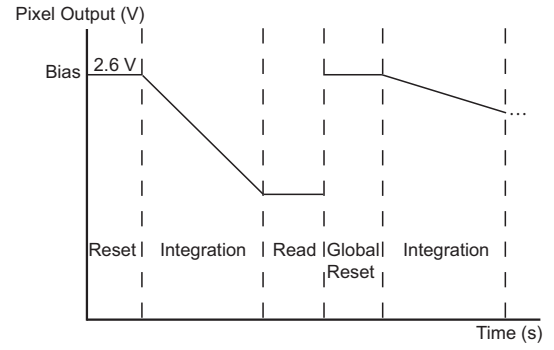 Pixel Output (V)
Bias
2.6 V
...
Reset
Integration
Read
Global
Reset
Integration
Time (s)